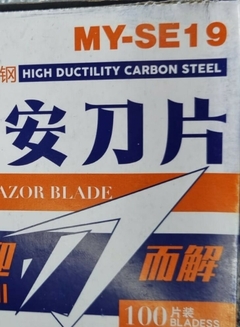 MY-SE19
钢 HIGH DUCTILITY CARBON STEEL
安刀片
AZOR BLADE
而解
100片装
BLADESS